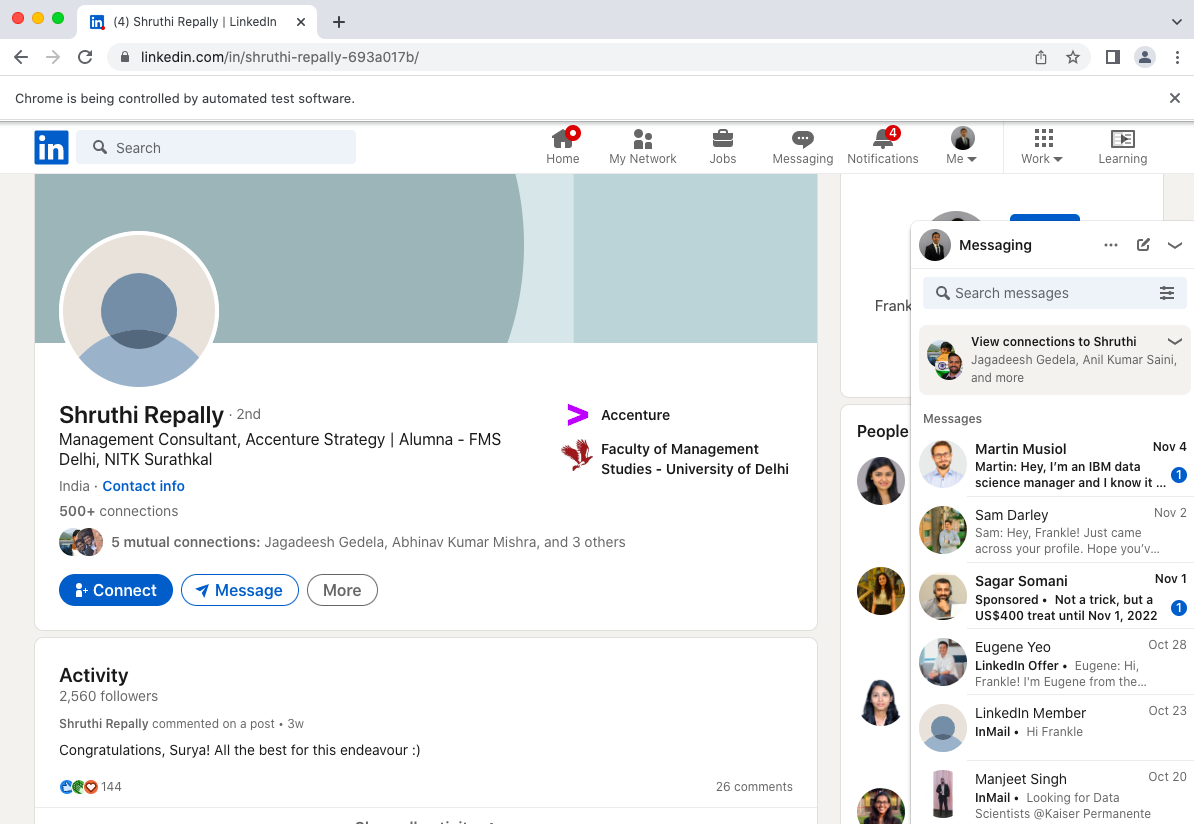 (4) Shruthi Repally | LinkedIn
linkedin.com/in/shruthi-repally-693a017b/
Chrome is being controlled by automated test software.
in
Search
Home
My Network
Jobs
Messaging
4
Notifications
Me
Work
Learning
Shruthi Repally · 2nd
Management Consultant, Accenture Strategy | Alumna - FMS
Delhi, NITK Surathkal
India · Contact info
500+ connections
5 mutual connections: Jagadeesh Gedela, Abhinav Kumar Mishra, and 3 others
Connect
Message
More
Accenture
Faculty of Management
Studies - University of Delhi
Activity
2,560 followers
Shruthi Repally commented on a post • 3w
Congratulations, Surya! All the best for this endeavour :)
144
26 comments
Frankle
People
Messaging
Search messages
View connections to Shruthi
Jagadeesh Gedela, Anil Kumar Saini,
and more
Messages
Martin Musiol
Nov 4
Martin: Hey, I'm an IBM data
science manager and I know it ...
1
Sam Darley
Nov 2
Sam: Hey, Frankle! Just came
across your profile. Hope you'v...
Sagar Somani
Nov 1
Sponsored • Not a trick, but a
US$400 treat until Nov 1, 2022
1
Eugene Yeo
Oct 28
LinkedIn Offer • Eugene: Hi,
Frankle! I'm Eugene from the...
LinkedIn Member
Oct 23
InMail • Hi Frankle
Manjeet Singh
Oct 20
InMail • Looking for Data
Scientists @Kaiser Permanente